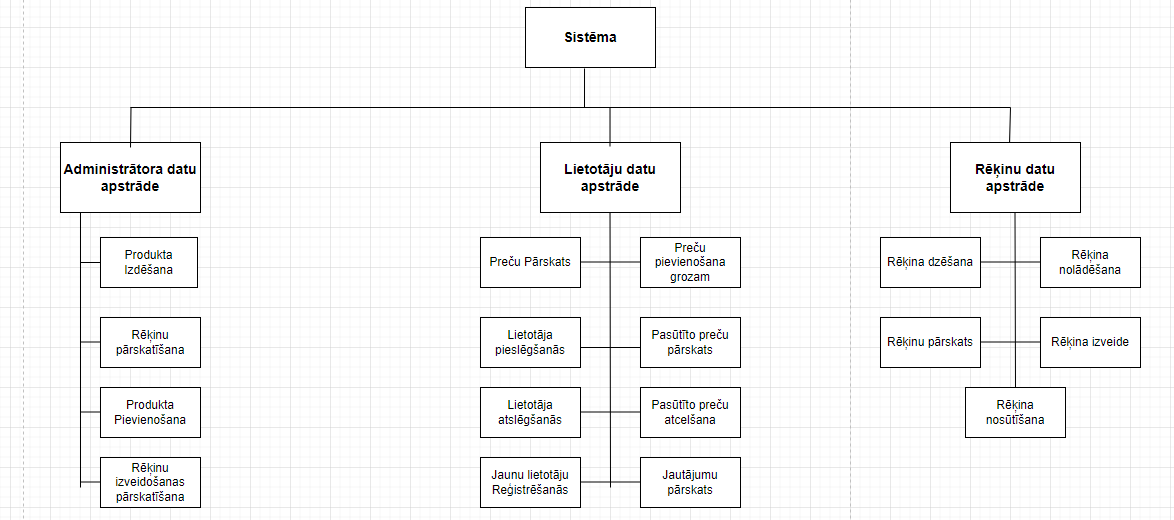 Sistēma
Administrātora datu
apstrāde
Lietotāju datu
apstrāde
Rēķinu datu
apstrāde
Produkta
Izdēšana
Rēķinu
pārskatīšana
Produkta
Pievienošana
Rēķinu
izveidošanas
pārskatīšana
Preču Pārskats
Preču
pievienošana
grozam
Lietotāja
pieslēgšanās
Pasūtīto preču
pārskats
Lietotāja
atslēgšanās
Pasūtīto preču
atcelšana
Jaunu lietotāju
Reģistrēšanās
Jautājumu
pārskats
Rēķina dzēšana
Rēķina
nolādēšana
Rēķinu pārskats
Rēķina izveide
Rēķina
nosūtīšana